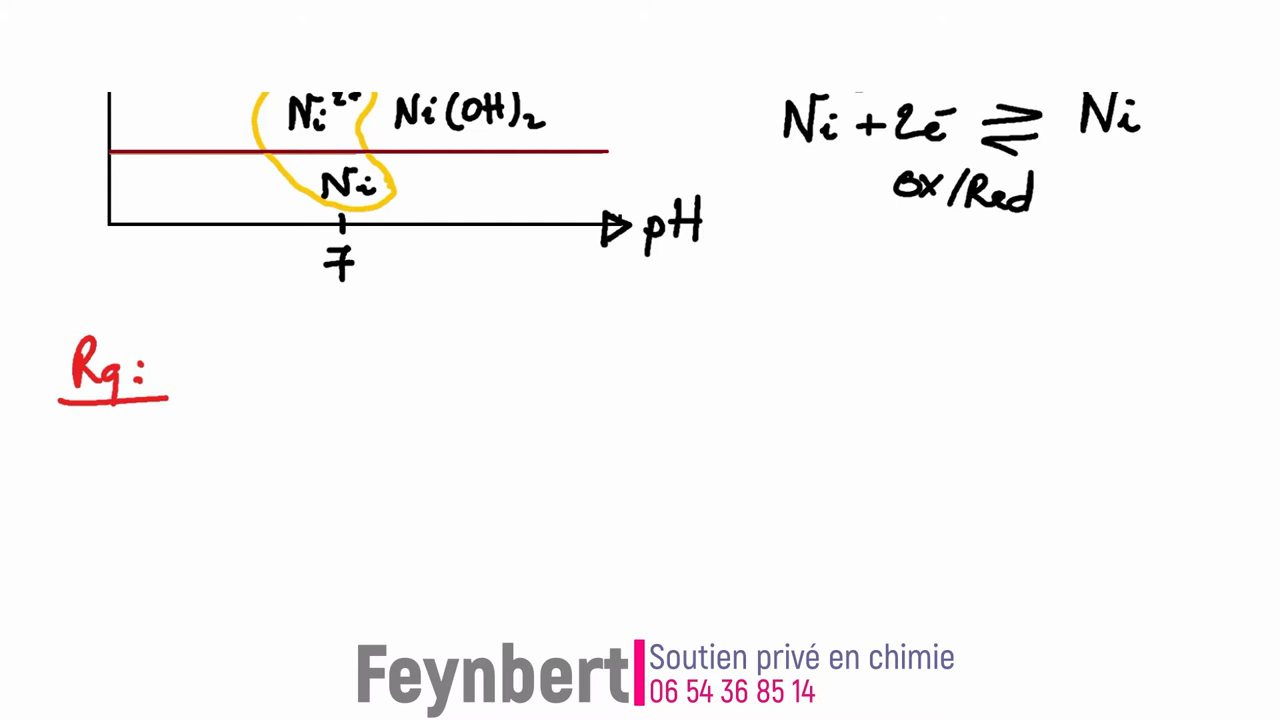 Ni²⁺ Ni(OH)₂
Ni
pH
7
Ni + 2e⁻ ⇌ Ni
ox/Red
Rq:
Feynbert
Soutien privé en chimie
06 54 36 85 14